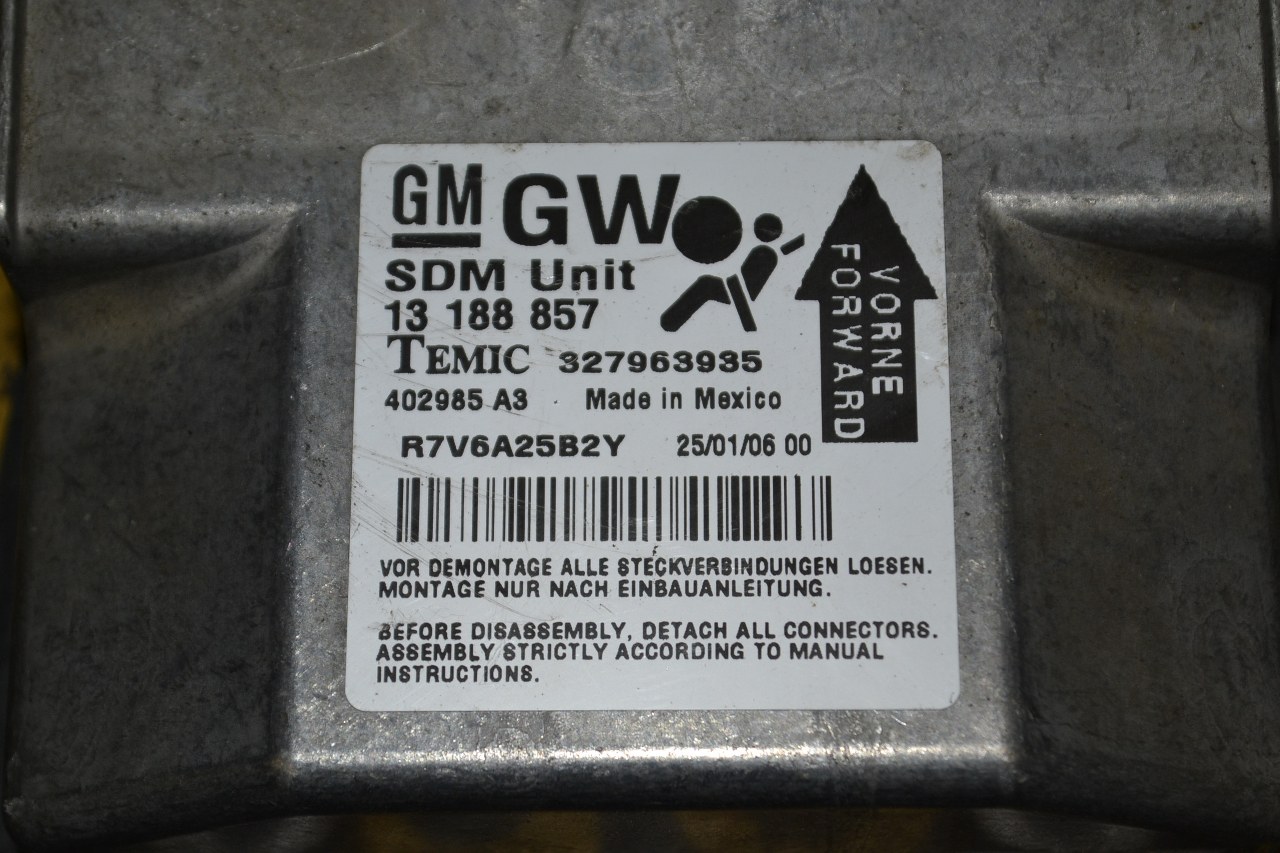 GM GW
SDM Unit
13 188 857
TEMIC 327963935
402985 A3 Made in Mexico
R7V6A25B2Y 25/01/06 00
VORNE
FORWARD
VOR DEMONTAGE ALLE STECKVERBINDUNGEN LOESEN.
MONTAGE NUR NACH EINBAUANLEITUNG.
BEFORE DISASSEMBLY, DETACH ALL CONNECTORS.
ASSEMBLY STRICTLY ACCORDING TO MANUAL
INSTRUCTIONS.